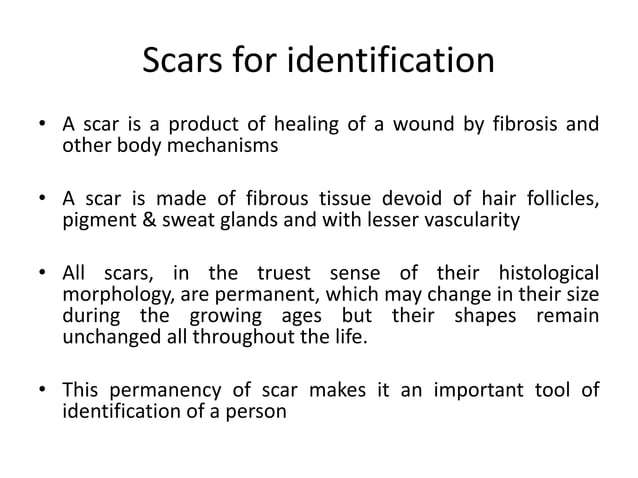 Scars for identification
• A scar is a product of healing of a wound by fibrosis and
other body mechanisms
• A scar is made of fibrous tissue devoid of hair follicles,
pigment & sweat glands and with lesser vascularity
• All scars, in the truest sense of their histological
morphology, are permanent, which may change in their size
during the growing ages but their shapes remain
unchanged all throughout the life.
• This permanency of scar makes it an important tool of
identification of a person